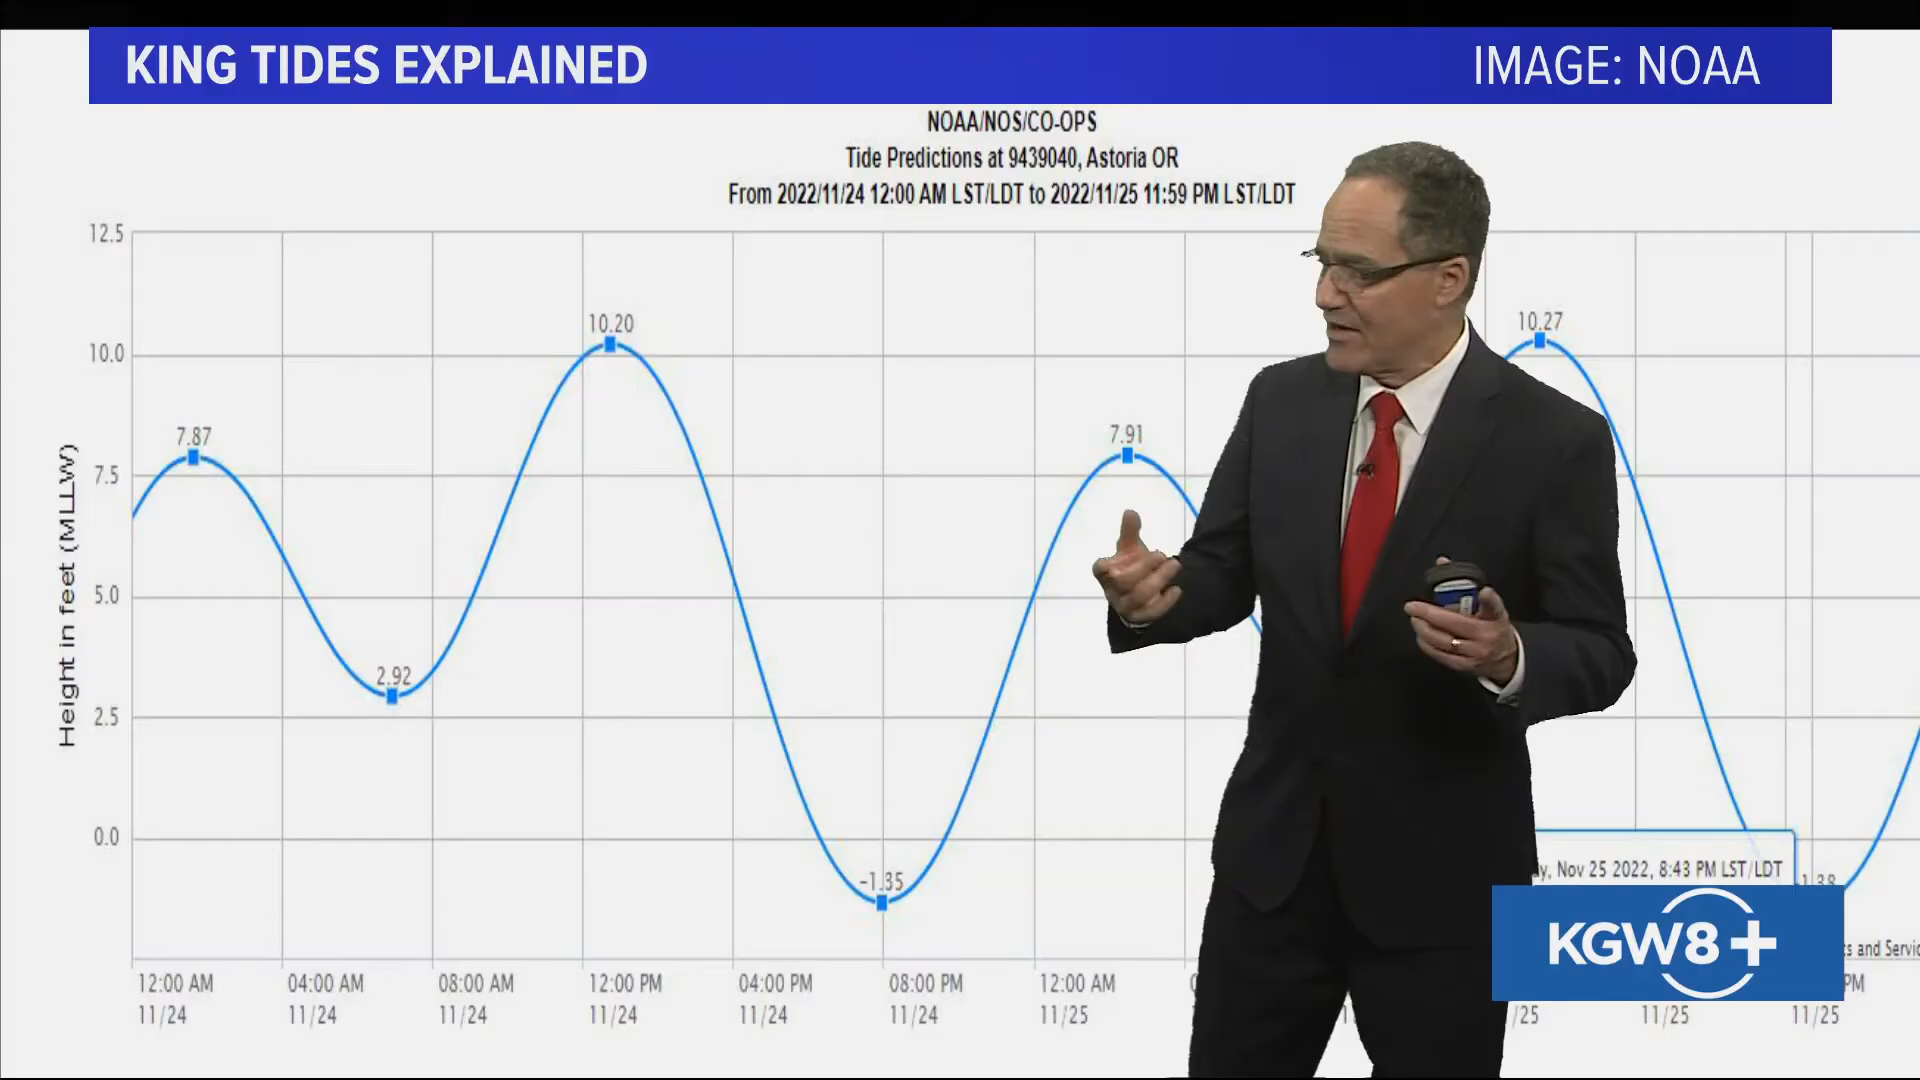 KING TIDES EXPLAINED
IMAGE: NOAA
NOAA/NOS/CO-OPS
Tide Predictions at 9439040, Astoria OR
From 2022/11/24 12:00 AM LST/LDT to 2022/11/25 11:59 PM LST/LDT
Height in feet (MLLW)
12.5
10.0
7.5
5.0
2.5
0.0
7.87
2.92
10.20
-1.35
7.91
10.27
Nov 25 2022, 8:43 PM LST/LDT
KGW8+
and
12:00 AM
04:00 AM
08:00 AM
12:00 PM
04:00 PM
08:00 PM
12:00 AM
PM
11/24
11/24
11/24
11/24
11/24
11/24
11/25
/25
11/25
11/25